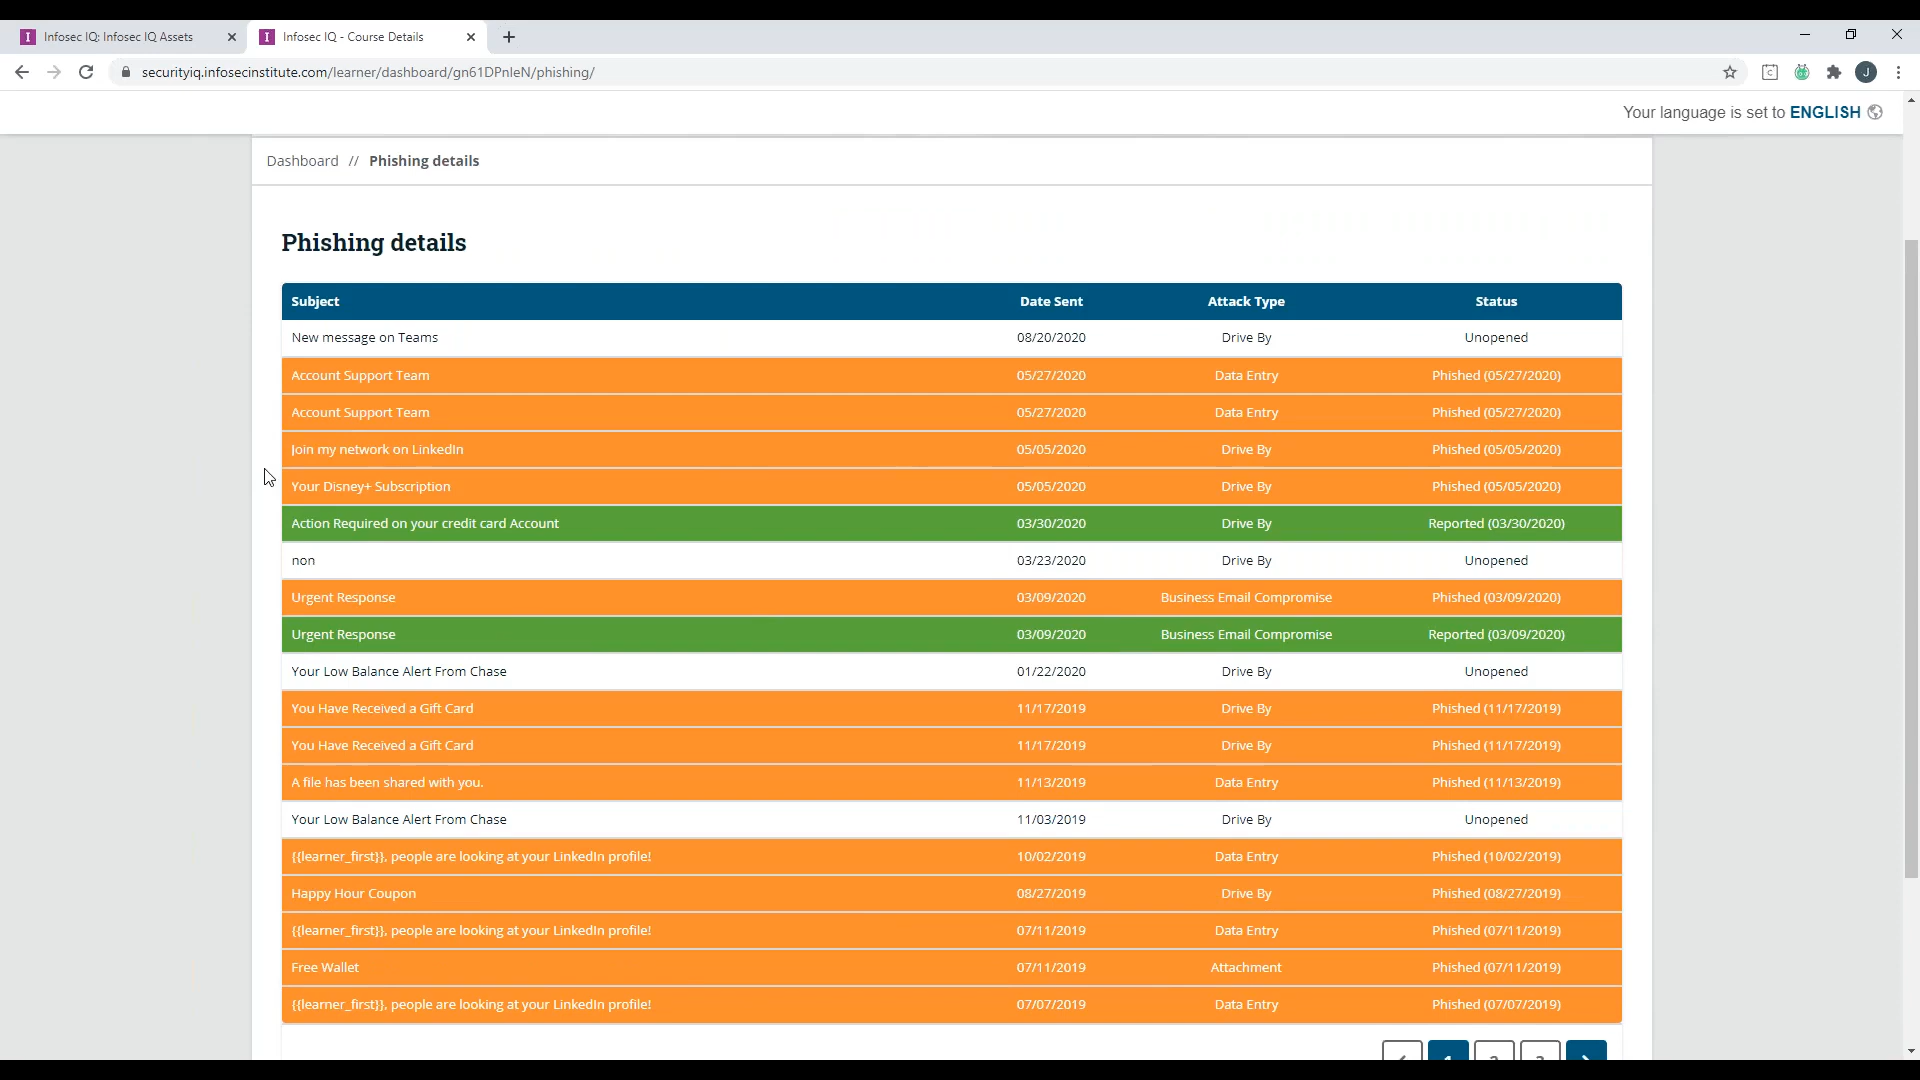 Infosec IQ: Infosec IQ Assets
Infosec IQ - Course Details
securityiq.infosecinstitute.com/learner/dashboard/gn61DPnIeN/phishing/
J
Your language is set to ENGLISH
Dashboard // Phishing details
Phishing details
Subject Date Sent Attack Type Status
New message on Teams 08/20/2020 Drive By Unopened
Account Support Team 05/27/2020 Data Entry Phished (05/27/2020)
Account Support Team 05/27/2020 Data Entry Phished (05/27/2020)
Join my network on LinkedIn 05/05/2020 Drive By Phished (05/05/2020)
Your Disney+ Subscription 05/05/2020 Drive By Phished (05/05/2020)
Action Required on your credit card Account 03/30/2020 Drive By Reported (03/30/2020)
non 03/23/2020 Drive By Unopened
Urgent Response 03/09/2020 Business Email Compromise Phished (03/09/2020)
Urgent Response 03/09/2020 Business Email Compromise Reported (03/09/2020)
Your Low Balance Alert From Chase 01/22/2020 Drive By Unopened
You Have Received a Gift Card 11/17/2019 Drive By Phished (11/17/2019)
You Have Received a Gift Card 11/17/2019 Drive By Phished (11/17/2019)
A file has been shared with you. 11/13/2019 Data Entry Phished (11/13/2019)
Your Low Balance Alert From Chase 11/03/2019 Drive By Unopened
{{learner_first}}, people are looking at your LinkedIn profile! 10/02/2019 Data Entry Phished (10/02/2019)
Happy Hour Coupon 08/27/2019 Drive By Phished (08/27/2019)
{{learner_first}}, people are looking at your LinkedIn profile! 07/11/2019 Data Entry Phished (07/11/2019)
Free Wallet 07/11/2019 Attachment Phished (07/11/2019)
{{learner_first}}, people are looking at your LinkedIn profile! 07/07/2019 Data Entry Phished (07/07/2019)